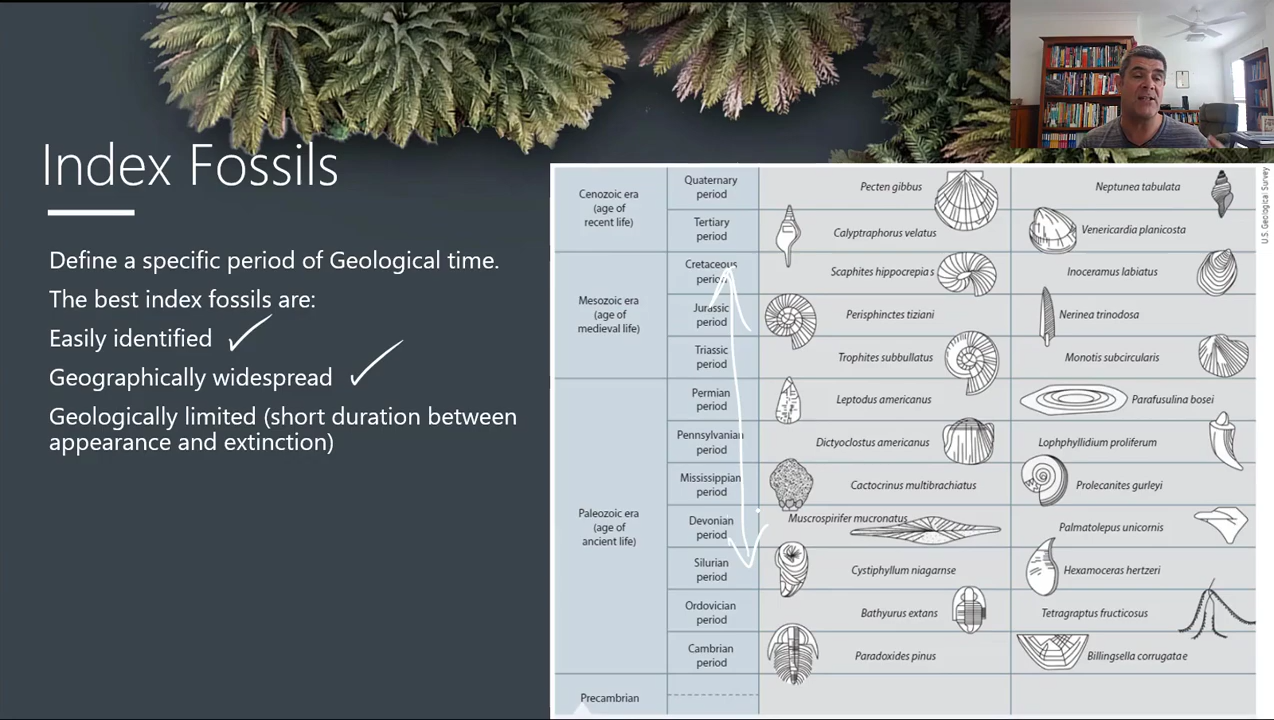 Index Fossils
Define a specific period of Geological time.
The best index fossils are:
Easily identified
Geographically widespread
Geologically limited (short duration between
appearance and extinction)
Cenozoic era
(age of
recent life)
Quaternary
period
Pecten gibbus
Neptunea tabulata
Tertiary
period
Calyptraphorus velatus
Venericardia planicosta
Mesozoic era
(age of
medieval life)
Cretaceous
period
Scaphites hippocrepias
Inoceramus labiatus
Jurassic
period
Perisphinctes tiziani
Nerinea trinodosa
Triassic
period
Trophites subbullatus
Monotis subcircularis
Paleozoic era
(age of
ancient life)
Permian
period
Leptodus americanus
Parafusulina bosei
Pennsylvanian
period
Dictyoclostus americanus
Lophphyllidium proliferum
Mississippian
period
Cactocrinus multibrachiatus
Prolecanites gurleyi
Devonian
period
Muscrospirifer mucronatus
Palmatolepus unicornis
Silurian
period
Cystiphyllum niagarnse
Hexamoceras hertzeri
Ordovician
period
Bathyurus extans
Tetragraptus fructicosus
Cambrian
period
Paradoxides pinus
Billingsella corrugatae
Precambrian
U.S. Geological Survey